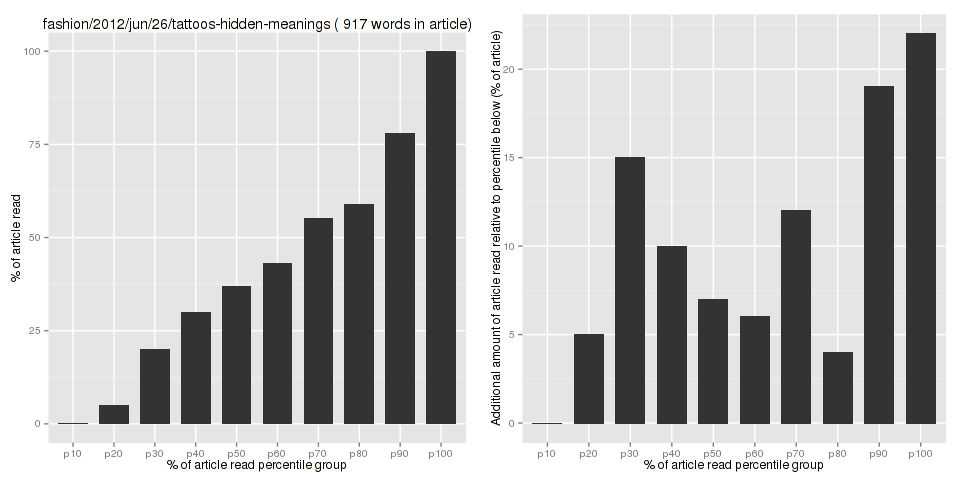 fashion/2012/jun/26/tattoos-hidden-meanings ( 917 words in article)
% of article read
100
75
50
25
0
p10 p20 p30 p40 p50 p60 p70 p80 p90 p100
% of article read percentile group
Additional amount of article read relative to percentile below (% of article)
20
15
10
5
0
p10 p20 p30 p40 p50 p60 p70 p80 p90 p100
% of article read percentile group